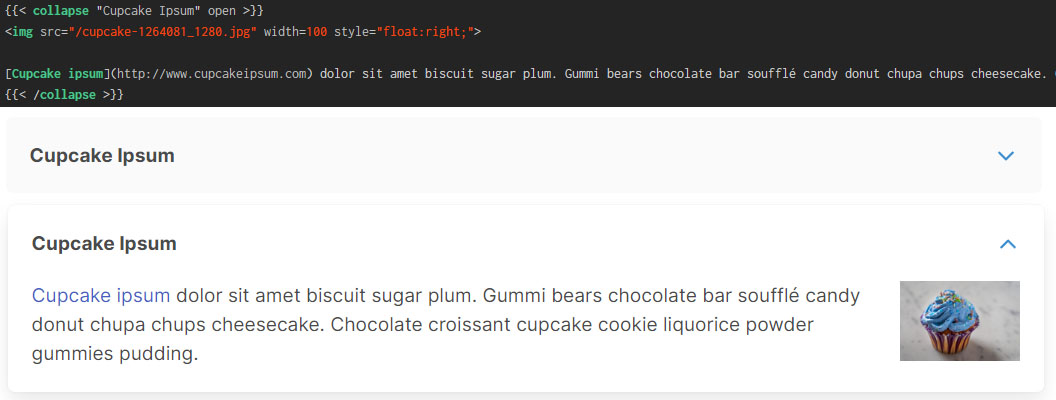 {{< collapse "Cupcake Ipsum" open >}}
<img src="/cupcake-1264081_1280.jpg" width=100 style="float:right;">
[Cupcake ipsum](http://www.cupcakeipsum.com) dolor sit amet biscuit sugar plum. Gummi bears chocolate bar soufflé candy donut chupa chups cheesecake.
{{< /collapse >}}
Cupcake Ipsum
Cupcake Ipsum
Cupcake ipsum dolor sit amet biscuit sugar plum. Gummi bears chocolate bar soufflé candy
donut chupa chups cheesecake. Chocolate croissant cupcake cookie liquorice powder
gummies pudding.